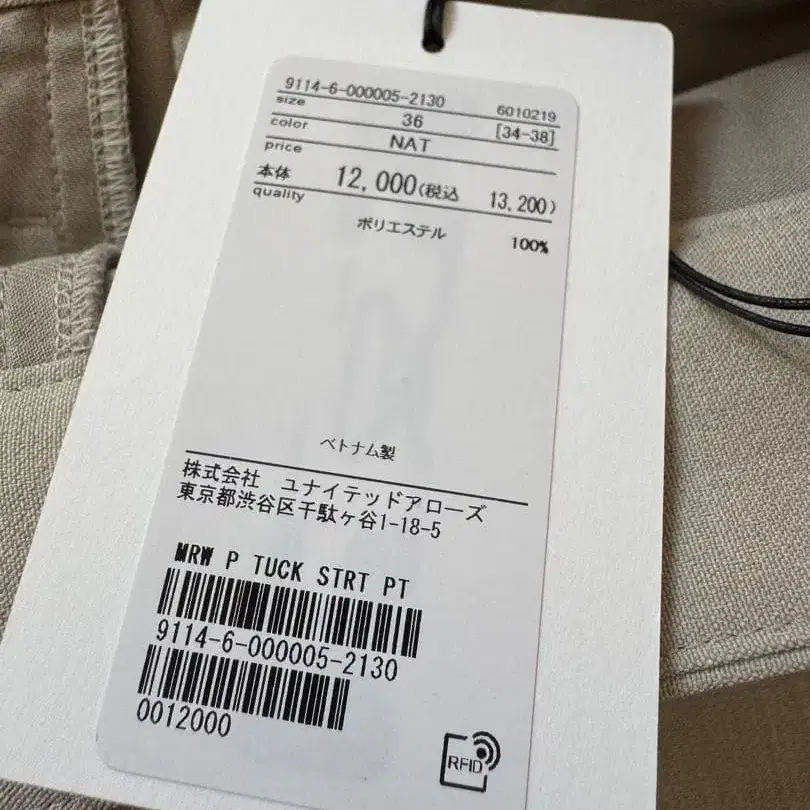 9114-6-000005-2130
6010219
size 36 [34-38]
color NAT
price
本体 12,000(税込 13,200)
quality
ポリエステル 100%
ベトナム製
株式会社 ユナイテッドアローズ
東京都渋谷区千駄ヶ谷1-18-5
MRW P TUCK STRT PT
9114-6-000005-2130
0012000
RFID